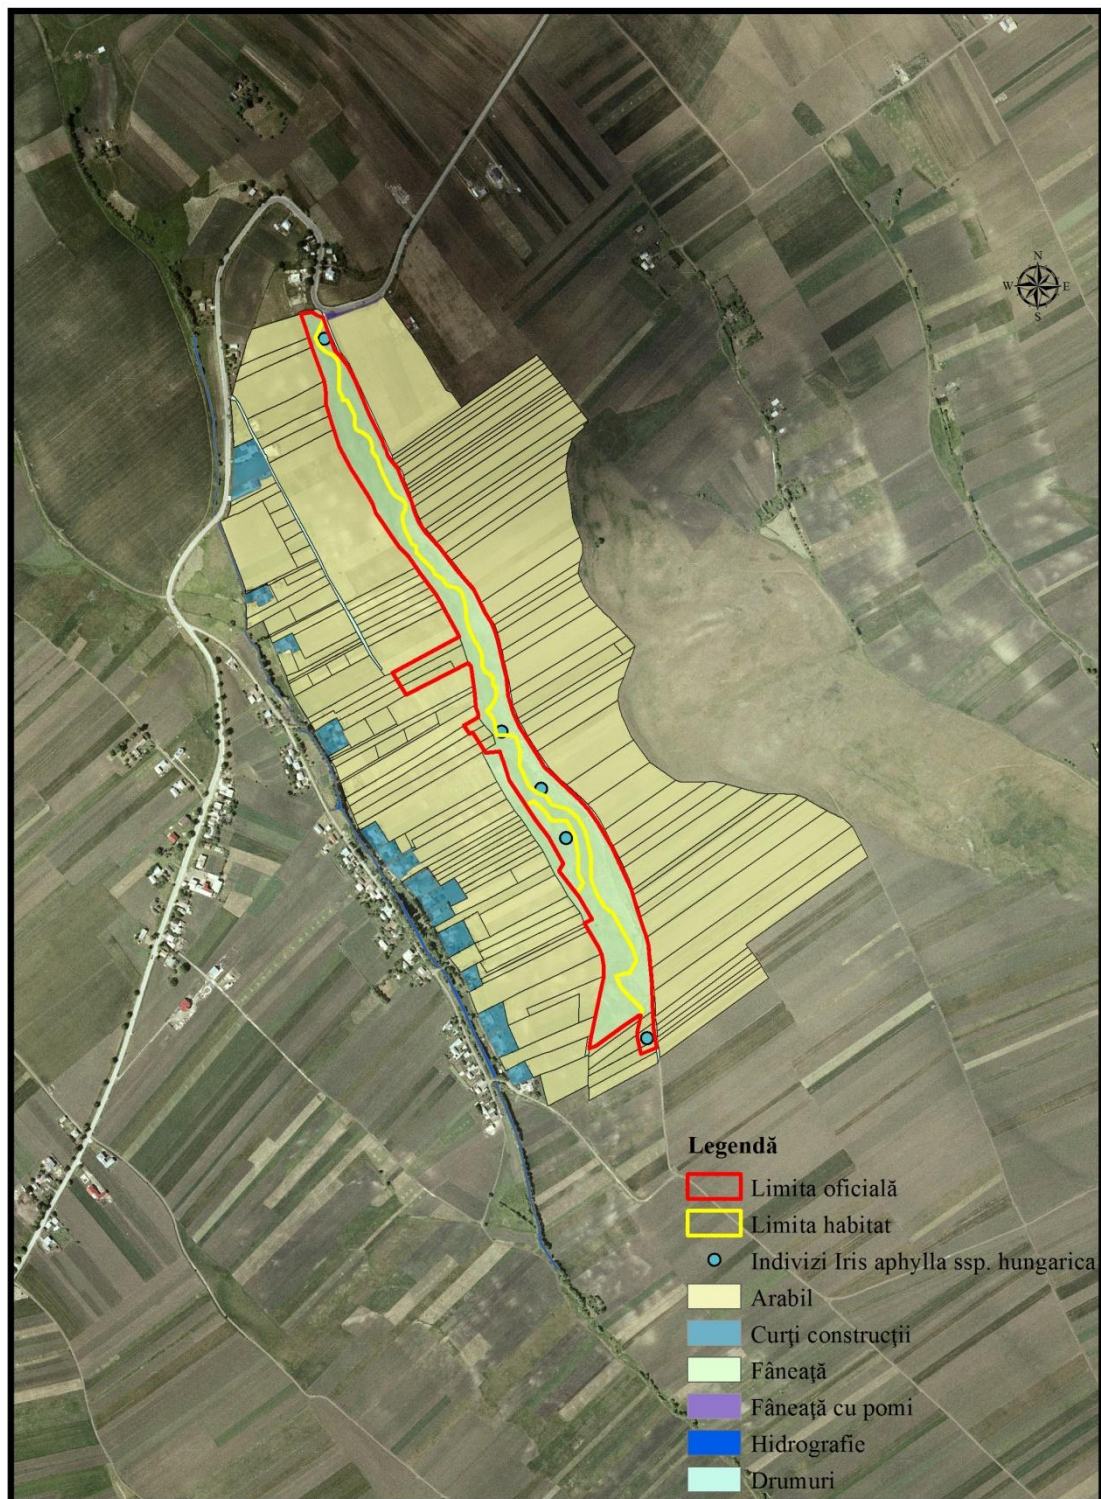 N
W E
S
Legendă
Limita oficială
Limita habitat
Indivizi Iris aphylla ssp. hungarica
Arabil
Curţi construcţii
Fâneaţă
Fâneaţă cu pomi
Hidrografie
Drumuri